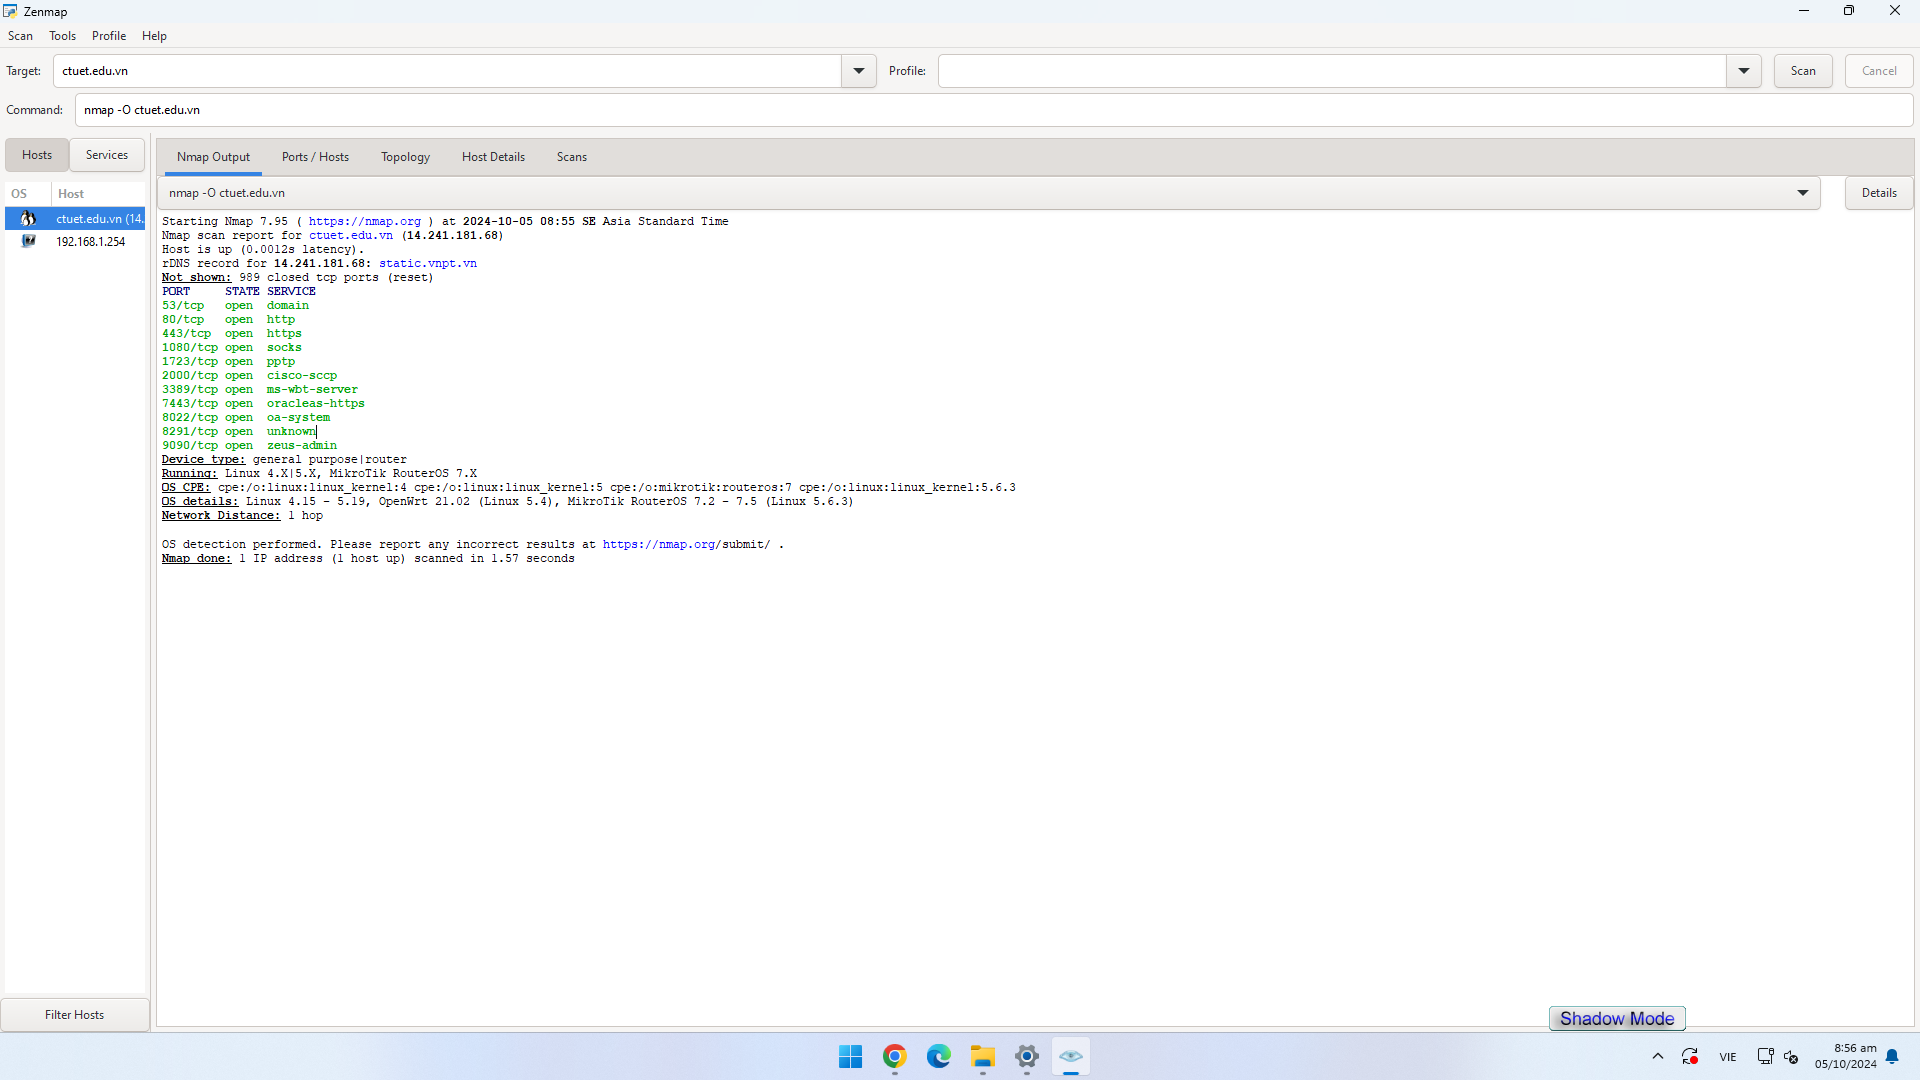 Zenmap
Scan Tools Profile Help
Target: ctuet.edu.vn Profile: Scan Cancel
Command: nmap -O ctuet.edu.vn
Hosts Services
Nmap Output Ports / Hosts Topology Host Details Scans
OS Host
nmap -O ctuet.edu.vn Details
ctuet.edu.vn (14.
192.168.1.254
Starting Nmap 7.95 ( https://nmap.org ) at 2024-10-05 08:55 SE Asia Standard Time
Nmap scan report for ctuet.edu.vn (14.241.181.68)
Host is up (0.0012s latency).
rDNS record for 14.241.181.68: static.vnpt.vn
Not shown: 989 closed tcp ports (reset)
PORT STATE SERVICE
53/tcp open domain
80/tcp open http
443/tcp open https
1080/tcp open socks
1723/tcp open pptp
2000/tcp open cisco-sccp
3389/tcp open ms-wbt-server
7443/tcp open oracleas-https
8022/tcp open oa-system
8291/tcp open unknown
9090/tcp open zeus-admin
Device type: general purpose|router
Running: Linux 4.X|5.X, MikroTik RouterOS 7.X
OS CPE: cpe:/o:linux:linux_kernel:4 cpe:/o:linux:linux_kernel:5 cpe:/o:mikrotik:routeros:7 cpe:/o:linux:linux_kernel:5.6.3
OS details: Linux 4.15 - 5.19, OpenWrt 21.02 (Linux 5.4), MikroTik RouterOS 7.2 - 7.5 (Linux 5.6.3)
Network Distance: 1 hop
OS detection performed. Please report any incorrect results at https://nmap.org/submit/ .
Nmap done: 1 IP address (1 host up) scanned in 1.57 seconds
Filter Hosts
Shadow Mode
VIE
8:56 am
05/10/2024